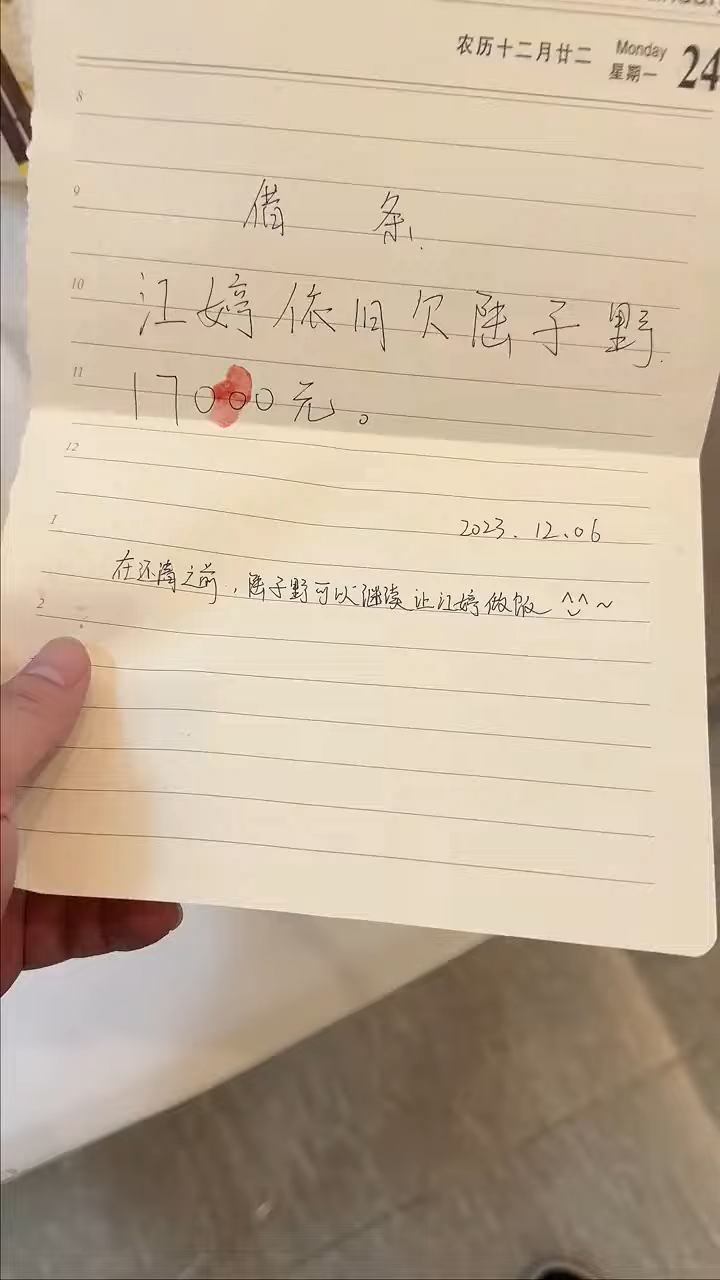 农历十二月廿二 Monday 星期一 24
8
9
借 条
10
江婷依旧欠陆子野
11
17000元。
12
2023.12.06
1
在还清之前，陆子野可以继续让江婷做饭 ^^~
2